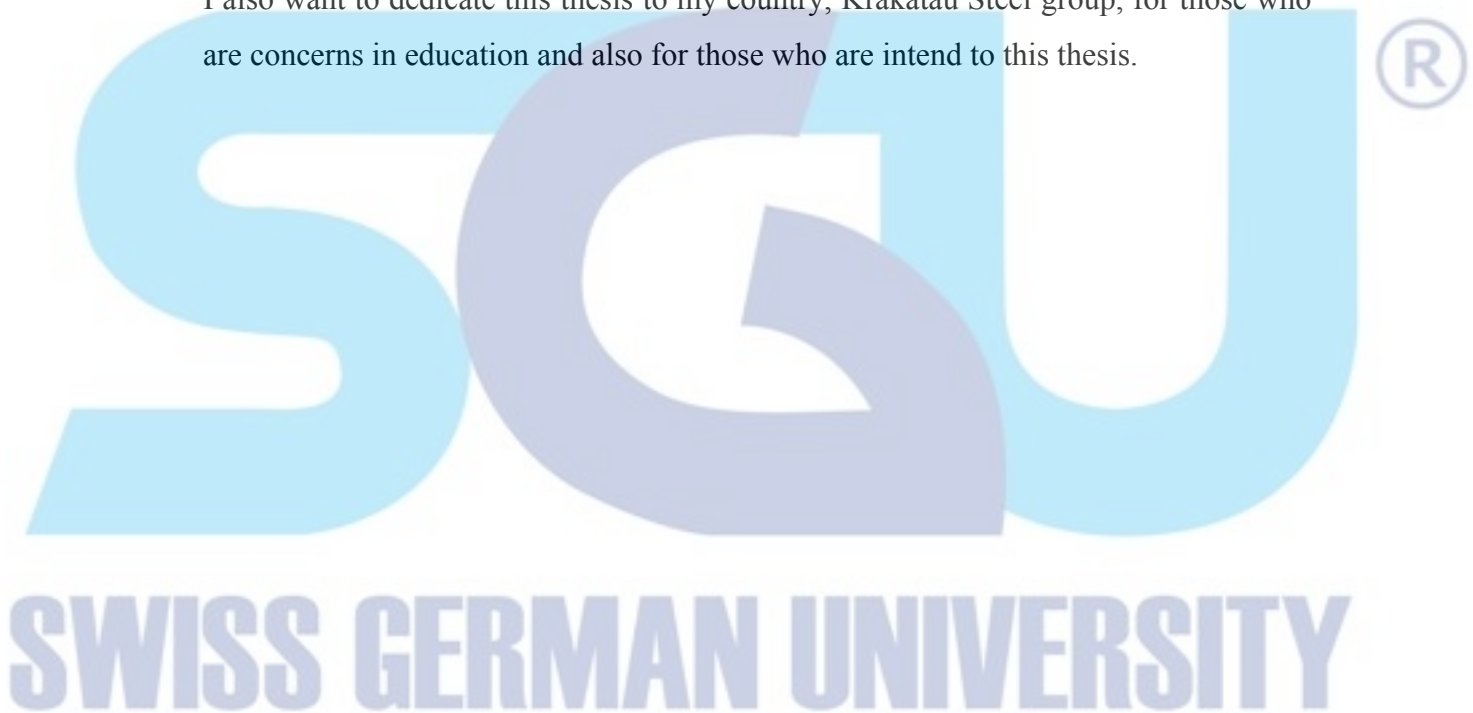 I also want to dedicate this thesis to my country, Krakatau Steel group, for those who
are concerns in education and also for those who are intend to this thesis.
SGU
®
SWISS GERMAN UNIVERSITY